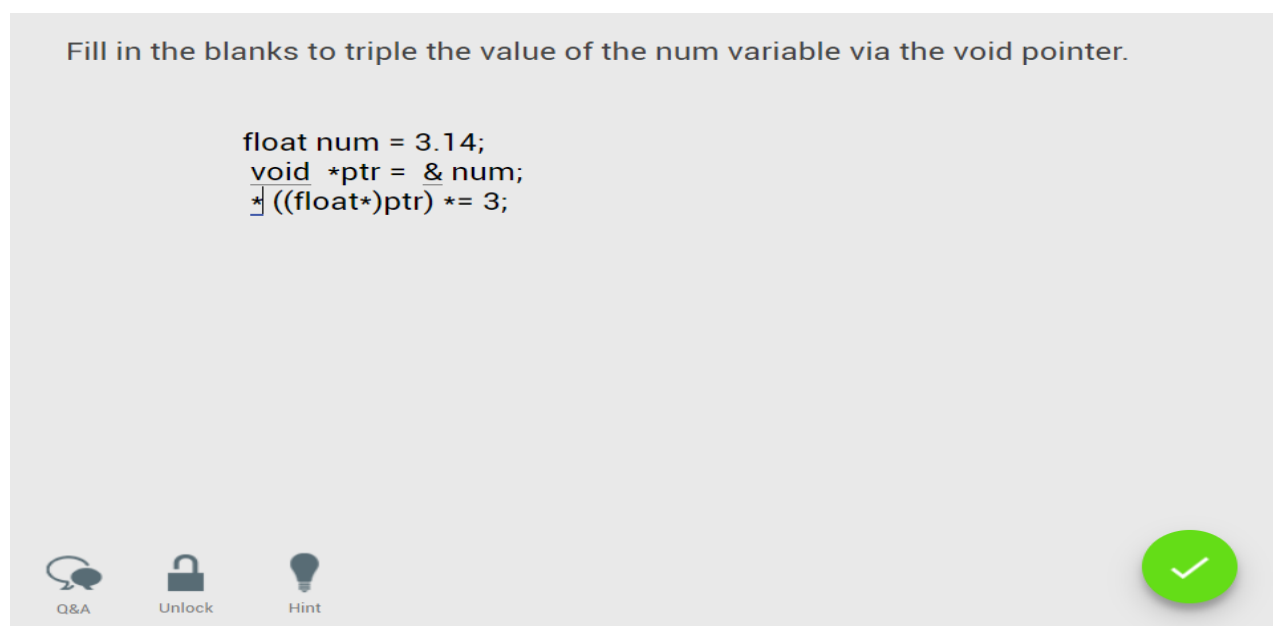 Fill in the blanks to triple the value of the num variable via the void pointer.
float num = 3.14;
void *ptr = & num;
* ((float*)ptr) *= 3;
Q&A Unlock Hint